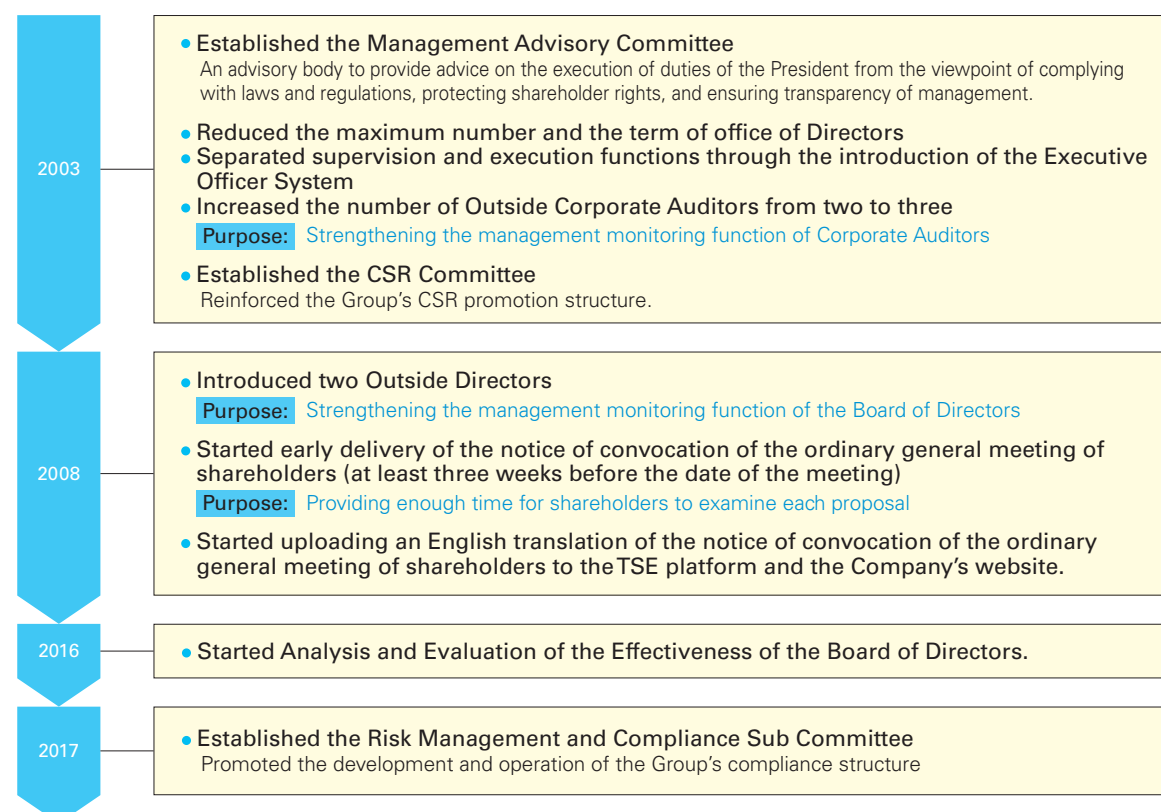 2003
• Established the Management Advisory Committee
An advisory body to provide advice on the execution of duties of the President from the viewpoint of complying
with laws and regulations, protecting shareholder rights, and ensuring transparency of management.
• Reduced the maximum number and the term of office of Directors
• Separated supervision and execution functions through the introduction of the Executive
Officer System
• Increased the number of Outside Corporate Auditors from two to three
Purpose: Strengthening the management monitoring function of Corporate Auditors
• Established the CSR Committee
Reinforced the Group's CSR promotion structure.
2008
• Introduced two Outside Directors
Purpose: Strengthening the management monitoring function of the Board of Directors
• Started early delivery of the notice of convocation of the ordinary general meeting of
shareholders (at least three weeks before the date of the meeting)
Purpose: Providing enough time for shareholders to examine each proposal
• Started uploading an English translation of the notice of convocation of the ordinary
general meeting of shareholders to the TSE platform and the Company's website.
2016
• Started Analysis and Evaluation of the Effectiveness of the Board of Directors.
2017
• Established the Risk Management and Compliance Sub Committee
Promoted the development and operation of the Group's compliance structure